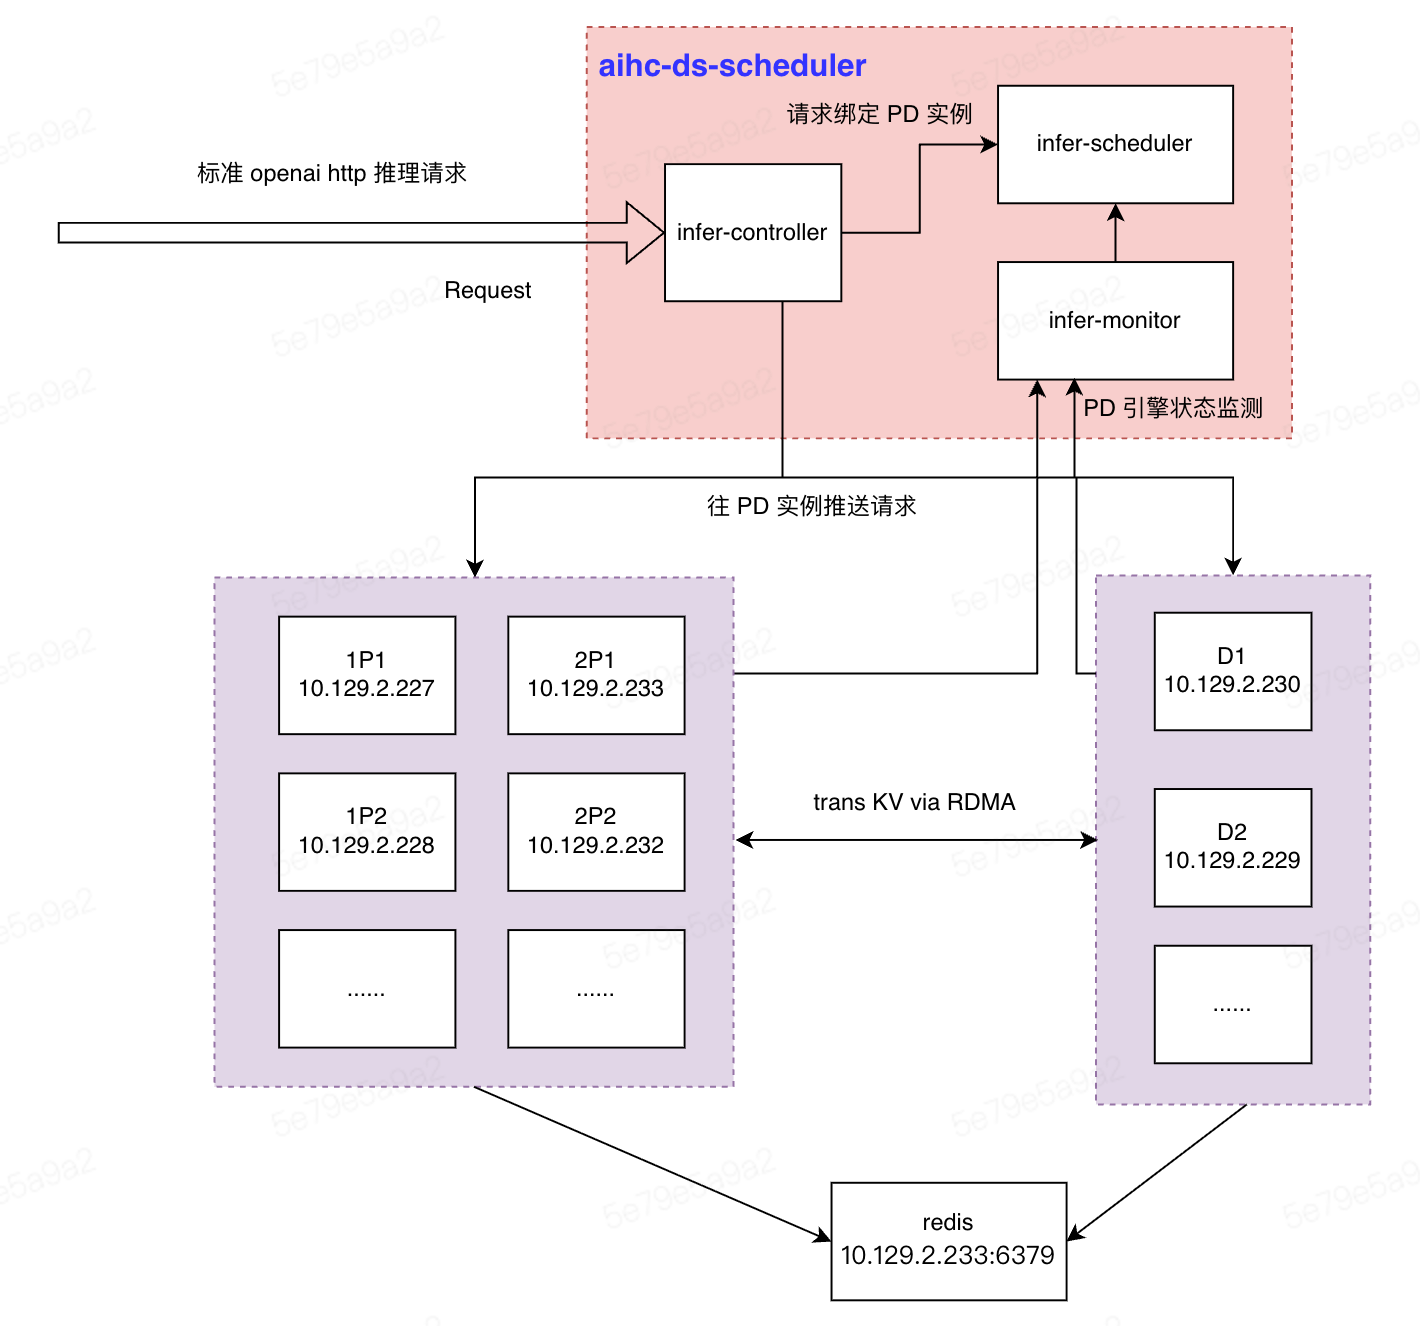 aihc-ds-scheduler
请求绑定 PD 实例
infer-scheduler
标准 openai http 推理请求
infer-controller
Request
infer-monitor
PD 引擎状态监测
往 PD 实例推送请求
1P1
10.129.2.227
2P1
10.129.2.233
D1
10.129.2.230
1P2
10.129.2.228
2P2
10.129.2.232
trans KV via RDMA
D2
10.129.2.229
......
......
......
redis
10.129.2.233:6379
5e79e5a9a2